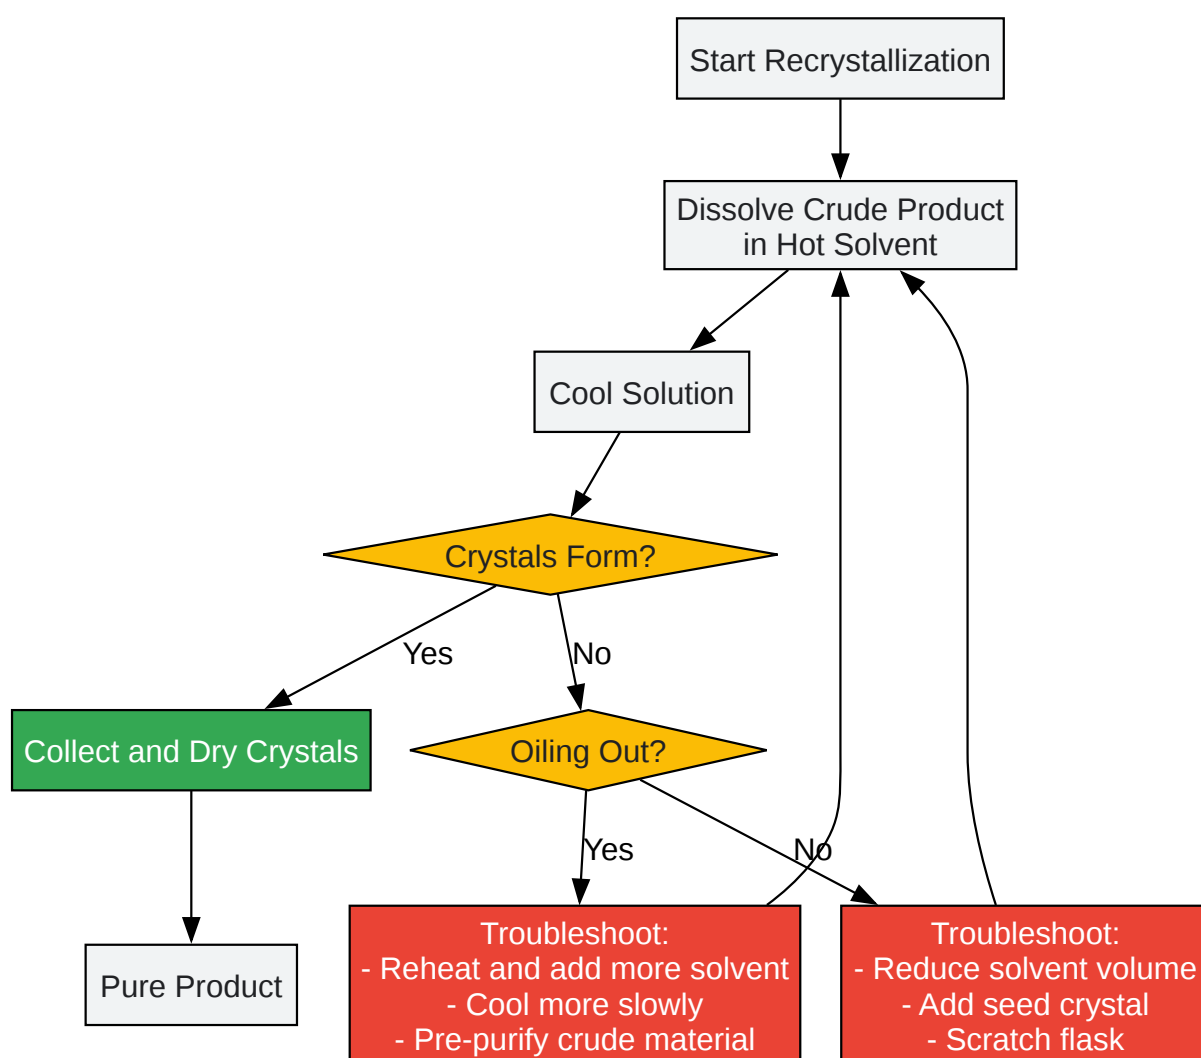 Start Recrystallization
Dissolve Crude Product
in Hot Solvent
Cool Solution
Crystals Form?
Yes
No
Collect and Dry Crystals
Oiling Out?
Yes
No
Pure Product
Troubleshoot:
- Reheat and add more solvent
- Cool more slowly
- Pre-purify crude material
Troubleshoot:
- Reduce solvent volume
- Add seed crystal
- Scratch flask